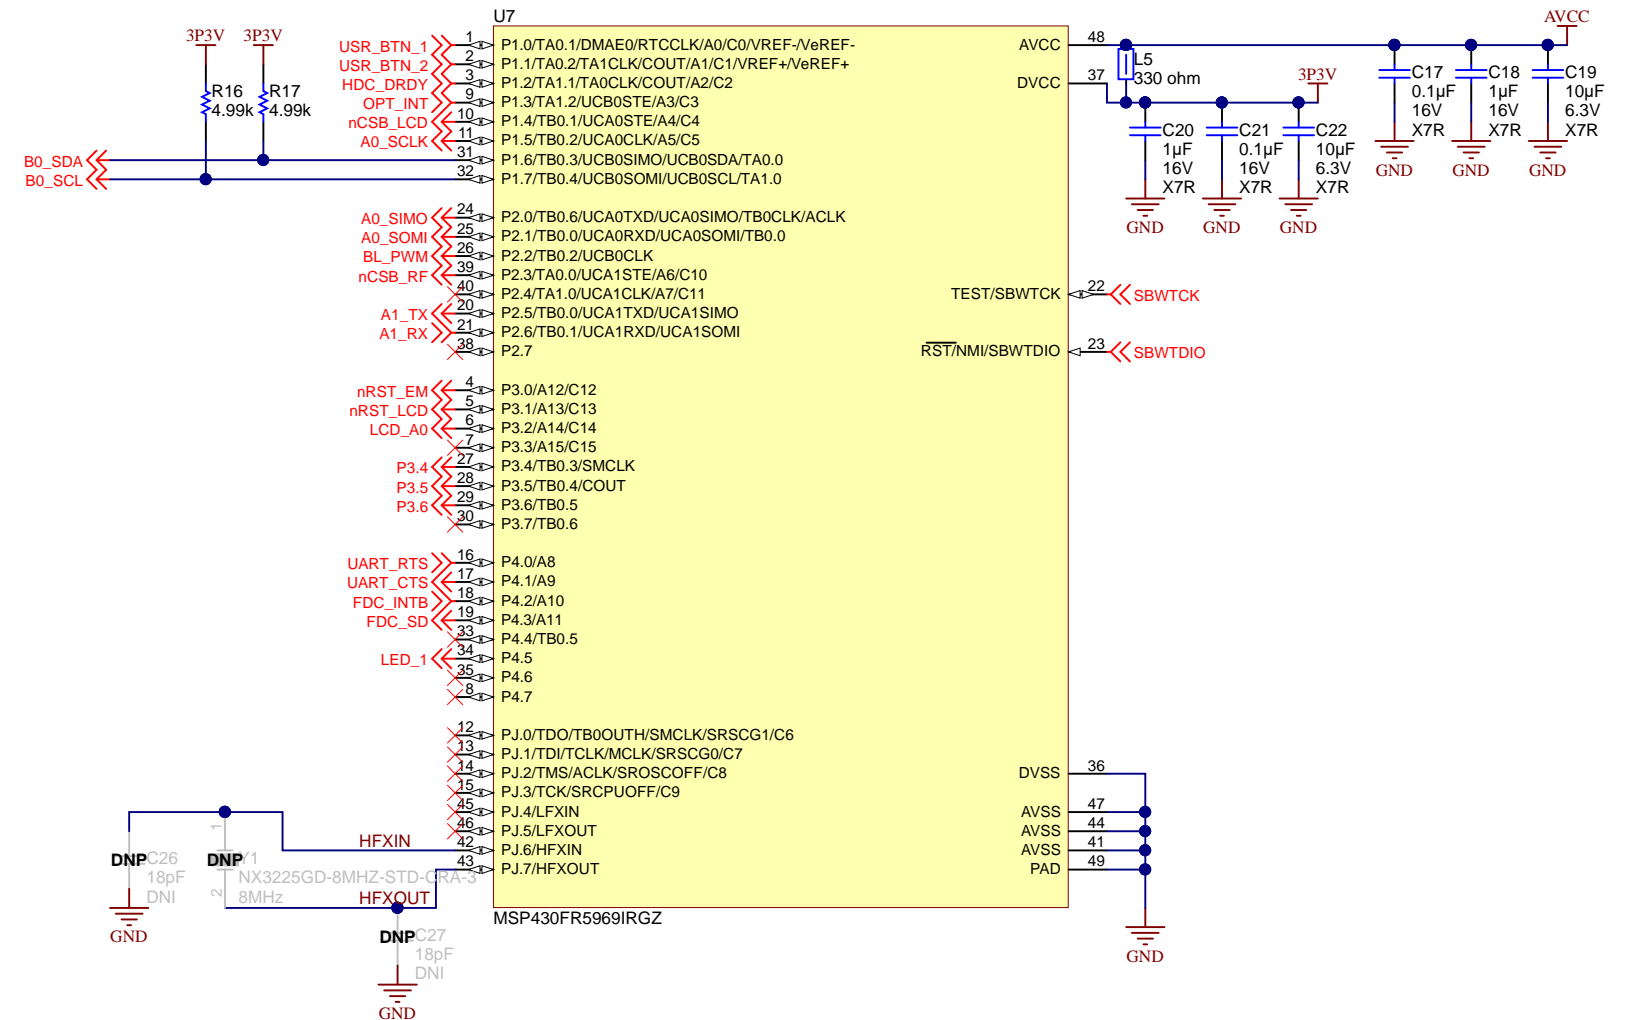 U7
USR_BTN_1 1 P1.0/TA0.1/DMAE0/RTCCLK/A0/C0/VREF-/VeREF-
USR_BTN_2 2 P1.1/TA0.2/TA1CLK/COUT/A1/C1/VREF+/VeREF+
HDC_DRDY 3 P1.2/TA1.1/TA0CLK/COUT/A2/C2
OPT_INT 9 P1.3/TA1.2/UCB0STE/A3/C3
nCSB_LCD 10 P1.4/TB0.1/UCA0STE/A4/C4
A0_SCLK 11 P1.5/TB0.2/UCA0CLK/A5/C5
B0_SDA 31 P1.6/TB0.3/UCB0SIMO/UCB0SDA/TA0.0
B0_SCL 32 P1.7/TB0.4/UCB0SOMI/UCB0SCL/TA1.0
3P3V
R16
4.99k
3P3V
R17
4.99k
A0_SIMO 24 P2.0/TB0.6/UCA0TXD/UCA0SIMO/TB0CLK/ACLK
A0_SOMI 25 P2.1/TB0.0/UCA0RXD/UCA0SOMI/TB0.0
BL_PWM 26 P2.2/TB0.2/UCB0CLK
nCSB_RF 39 P2.3/TA0.0/UCA1STE/A6/C10
40 P2.4/TA1.0/UCA1CLK/A7/C11
A1_TX 20 P2.5/TB0.0/UCA1TXD/UCA1SIMO
A1_RX 21 P2.6/TB0.1/UCA1RXD/UCA1SOMI
38 P2.7
nRST_EM 4 P3.0/A12/C12
nRST_LCD 5 P3.1/A13/C13
LCD_A0 6 P3.2/A14/C14
7 P3.3/A15/C15
P3.4 27 P3.4/TB0.3/SMCLK
P3.5 28 P3.5/TB0.4/COUT
P3.6 29 P3.6/TB0.5
30 P3.7/TB0.6
UART_RTS 16 P4.0/A8
UART_CTS 17 P4.1/A9
FDC_INTB 18 P4.2/A10
FDC_SD 19 P4.3/A11
33 P4.4/TB0.5
LED_1 34 P4.5
35 P4.6
8 P4.7
12 PJ.0/TDO/TB0OUTH/SMCLK/SRSCG1/C6
13 PJ.1/TDI/TCLK/MCLK/SRSCG0/C7
14 PJ.2/TMS/ACLK/SROSCOFF/C8
15 PJ.3/TCK/SRCPUOFF/C9
45 PJ.4/LFXIN
46 PJ.5/LFXOUT
HFXIN 42 PJ.6/HFXIN
HFXOUT 43 PJ.7/HFXOUT
MSP430FR5969IRGZ
DNP C26
18pF
DNI
GND
1
DNP Y1
NX3225GD-8MHZ-STD-CRA-3
2 8MHz
DNP C27
18pF
DNI
GND
AVCC 48
DVCC 37
L5
330 ohm
AVCC
C17
0.1µF
16V
X7R
GND
C18
1µF
16V
X7R
GND
C19
10µF
6.3V
X7R
GND
3P3V
C20
1µF
16V
X7R
GND
C21
0.1µF
16V
X7R
GND
C22
10µF
6.3V
X7R
GND
TEST/SBWTCK 22 SBWTCK
RST/NMI/SBWTDIO 23 SBWTDIO
DVSS 36
AVSS 47
AVSS 44
AVSS 41
PAD 49
GND